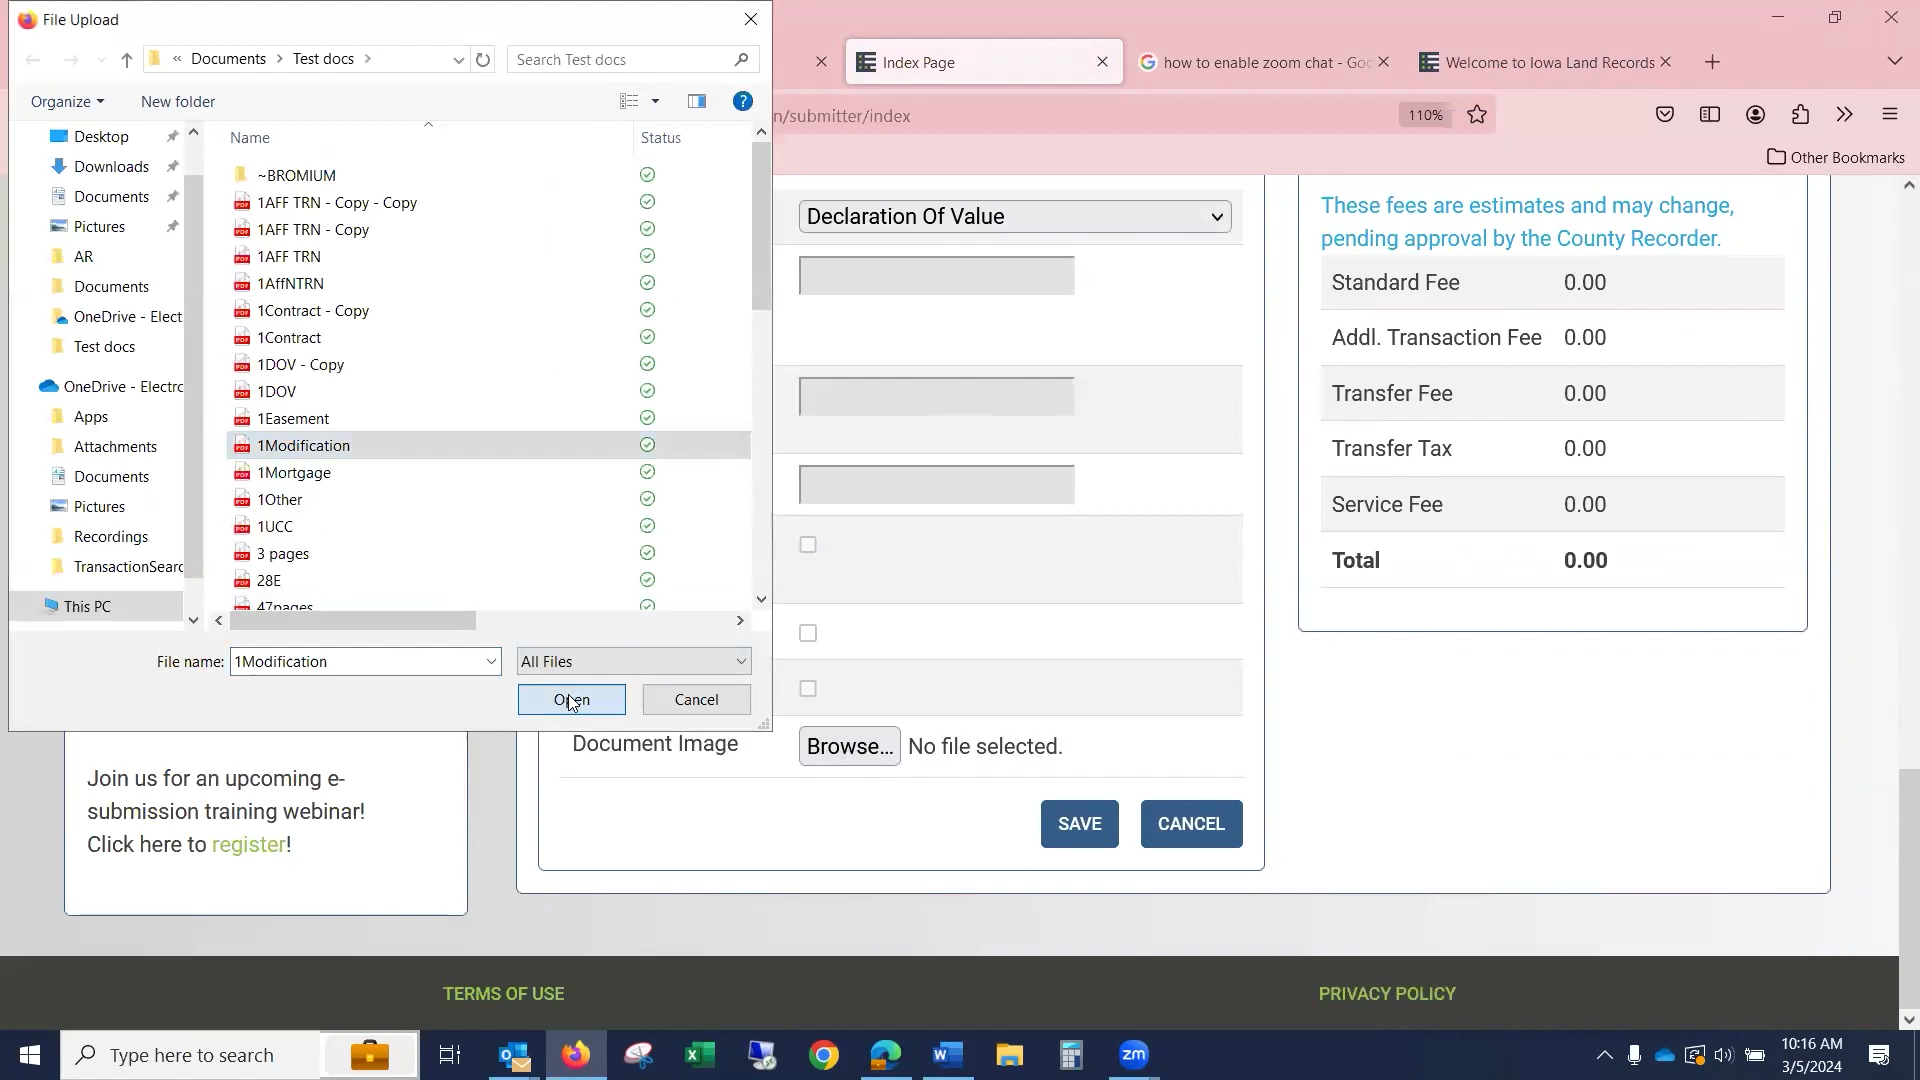 File Upload
« Documents > Test docs >
Search Test docs
Organize
New folder
Desktop
Downloads
Documents
Pictures
AR
Documents
OneDrive - Elect
Test docs
OneDrive - Electro
Apps
Attachments
Documents
Pictures
Recordings
TransactionSearc
This PC
Name
Status
~BROMIUM
1AFF TRN - Copy - Copy
1AFF TRN - Copy
1AFF TRN
1AffNTRN
1Contract - Copy
1Contract
1DOV - Copy
1DOV
1Easement
1Modification
1Mortgage
1Other
1UCC
3 pages
28E
47pages
File name: 1Modification
All Files
Open
Cancel
Index Page
how to enable zoom chat - Goo
Welcome to Iowa Land Records
n/submitter/index
110%
Other Bookmarks
Declaration Of Value
Document Image
Browse...
No file selected.
SAVE
CANCEL
These fees are estimates and may change,
pending approval by the County Recorder.
Standard Fee 0.00
Addl. Transaction Fee 0.00
Transfer Fee 0.00
Transfer Tax 0.00
Service Fee 0.00
Total 0.00
Join us for an upcoming e-
submission training webinar!
Click here to register!
TERMS OF USE
PRIVACY POLICY
Type here to search
zm
10:16 AM
3/5/2024